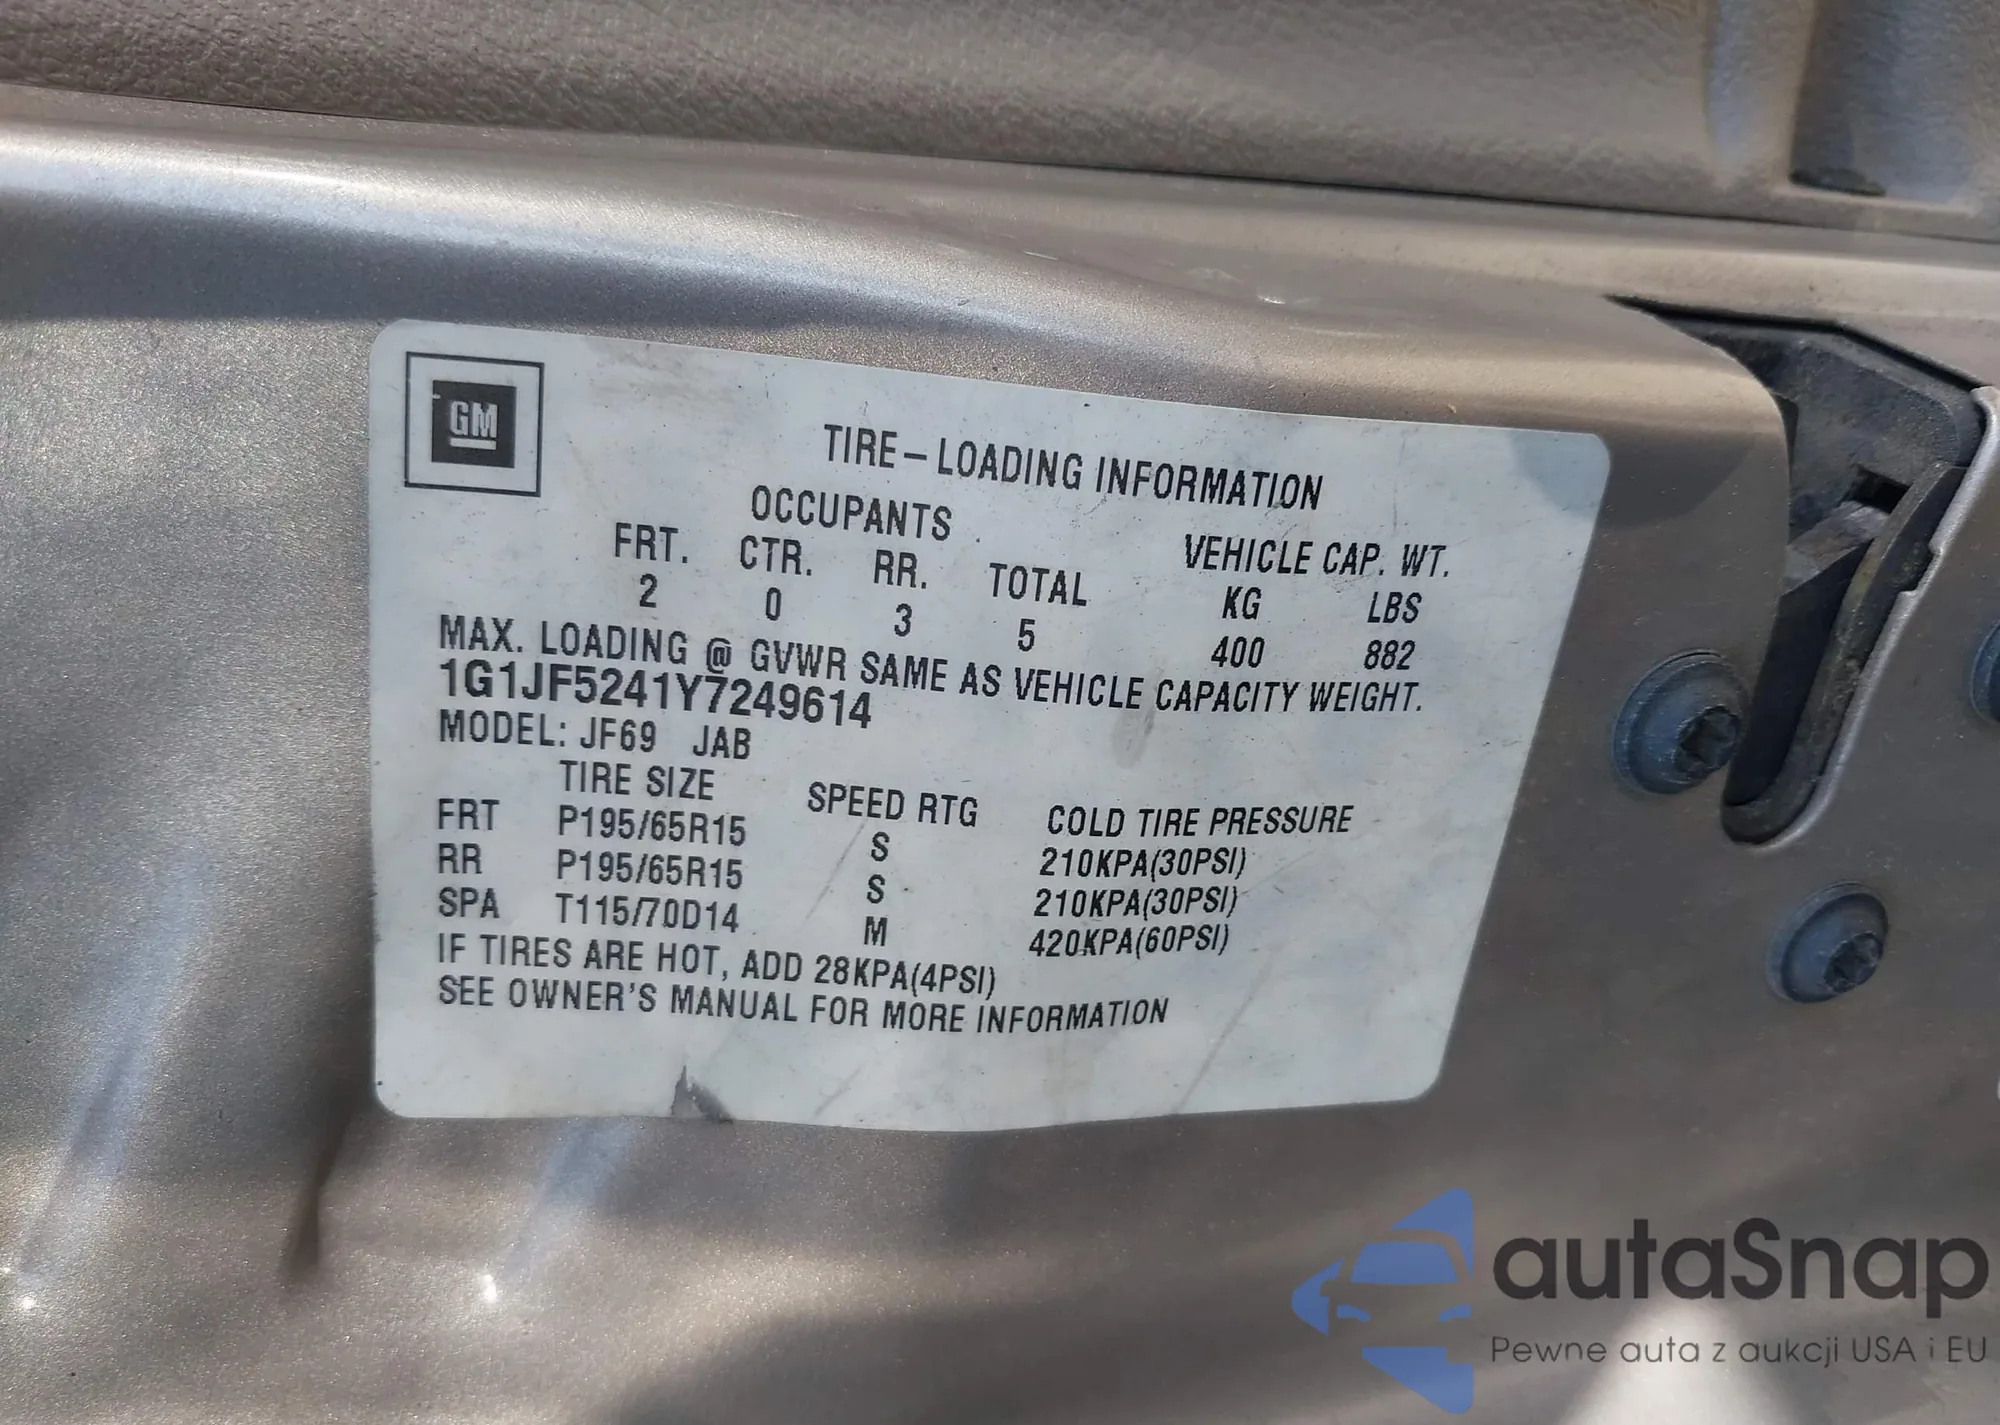 GM
TIRE – LOADING INFORMATION
OCCUPANTS VEHICLE CAP. WT.
FRT. CTR. RR. TOTAL KG LBS
2 0 3 5 400 882
MAX. LOADING @ GVWR SAME AS VEHICLE CAPACITY WEIGHT.
1G1JF5241Y7249614
MODEL: JF69 JAB
TIRE SIZE SPEED RTG COLD TIRE PRESSURE
FRT P195/65R15 S 210KPA(30PSI)
RR P195/65R15 S 210KPA(30PSI)
SPA T115/70D14 M 420KPA(60PSI)
IF TIRES ARE HOT, ADD 28KPA(4PSI)
SEE OWNER'S MANUAL FOR MORE INFORMATION
autaSnap
Pewne auta z aukcji USA i EU